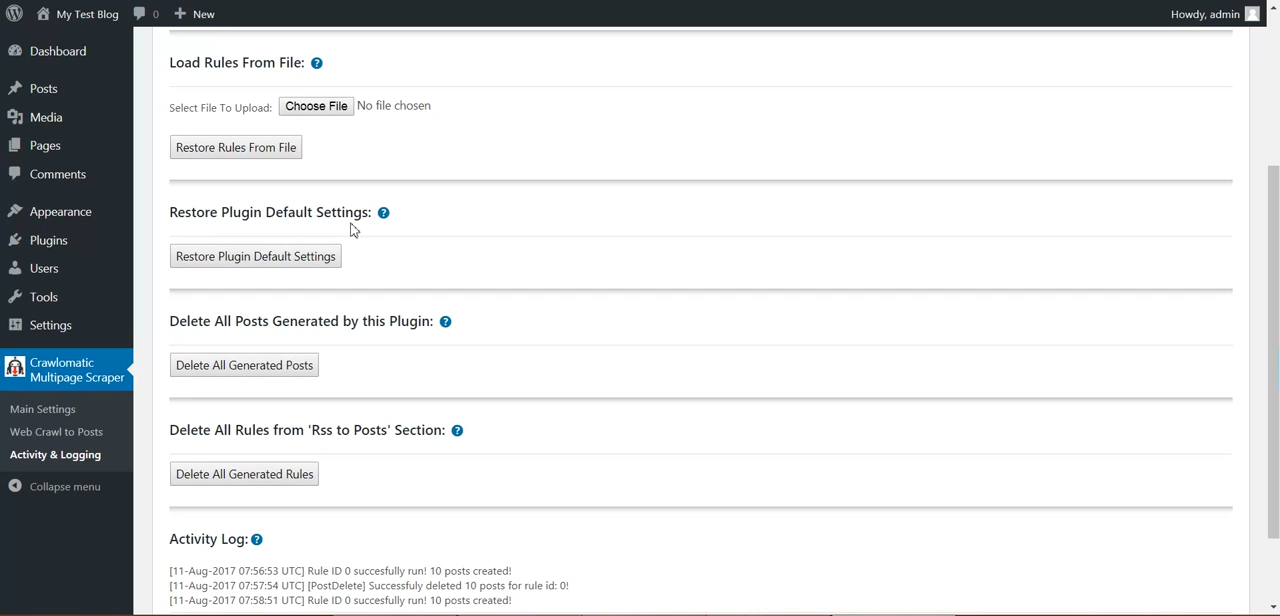 My Test Blog 0 New Howdy, admin
Dashboard
Posts
Media
Pages
Comments
Appearance
Plugins
Users
Tools
Settings
Crawlomatic
Multipage Scraper
Main Settings
Web Crawl to Posts
Activity & Logging
Collapse menu
Load Rules From File: ?
Select File To Upload: Choose File No file chosen
Restore Rules From File
Restore Plugin Default Settings: ?
Restore Plugin Default Settings
Delete All Posts Generated by this Plugin: ?
Delete All Generated Posts
Delete All Rules from 'Rss to Posts' Section: ?
Delete All Generated Rules
Activity Log: ?
[11-Aug-2017 07:56:53 UTC] Rule ID 0 succesfully run! 10 posts created!
[11-Aug-2017 07:57:54 UTC] [PostDelete] Successfuly deleted 10 posts for rule id: 0!
[11-Aug-2017 07:58:51 UTC] Rule ID 0 succesfully run! 10 posts created!